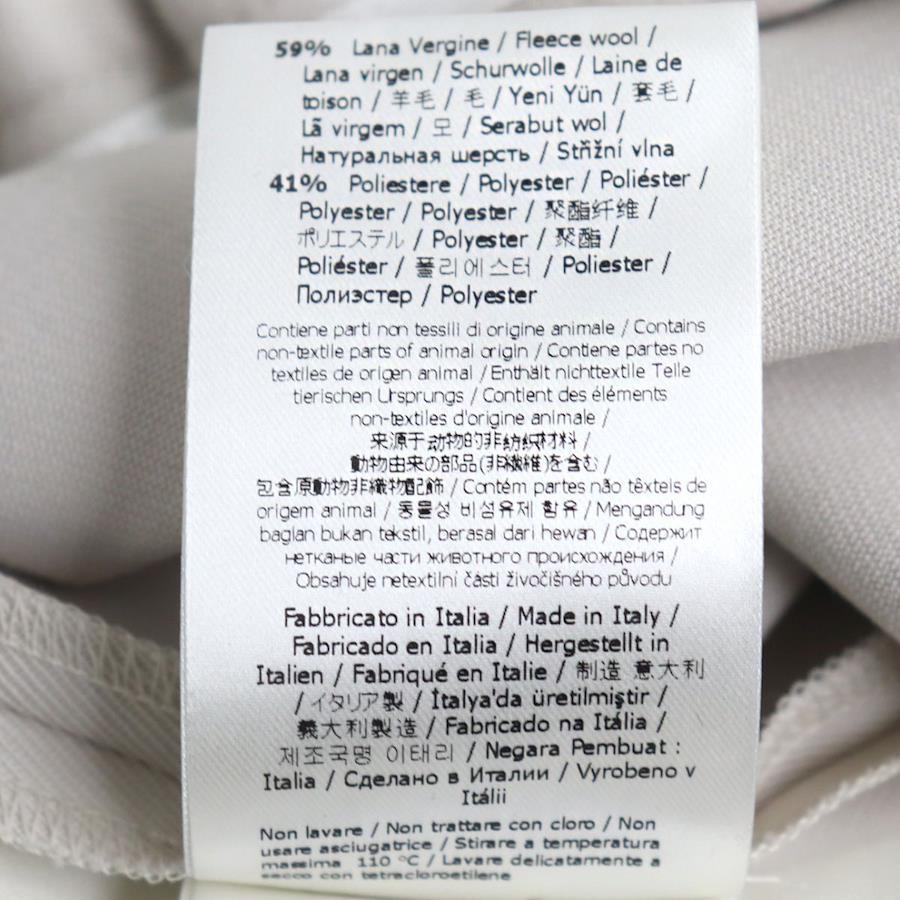 59% Lana Vergine / Fleece wool /
Lana virgen / Schurwolle / Laine de
toison / 羊毛 / 毛 / Yeni Yün / 套毛 /
Lã virgem / 모 / Serabut wol /
Натуральная шерсть / Střžní vlna
41% Poliestere / Polyester / Poliéster /
Polyester / Polyester / 聚酯纤维 /
ポリエステル / Polyester / 聚酯 /
Poliéster / 폴리에스터 / Poliester /
Полиэстер / Polyester
Contiene parti non tessili di origine animale / Contains
non-textile parts of animal origin / Contiene partes no
textiles de origen animal / Enthält nichttextile Teile
tierischen Ursprungs / Contient des éléments
non-textiles d'origine animale /
来源于动物的非纺织材料 /
動物由来の部品(非繊維)を含む /
包含原動物非織物配飾 / Contém partes não têxteis de
origem animal / 동물성 비섬유제 함유 / Mengandung
bagian bukan tekstil, berasal dari hewan / Содержит
нетканые части животного происхождения /
Obsahuje netextilní části živočišného původu
Fabbricato in Italia / Made in Italy /
Fabricado en Italia / Hergestellt in
Italien / Fabriqué en Italie / 制造 意大利
/ イタリア製 / İtalya'da üretilmiştir /
義大利製造 / Fabricado na Itália /
제조국명 이태리 / Negara Pembuat :
Italia / Сделано в Италии / Vyrobeno v
Itálii
Non lavare / Non trattare con cloro / Non
usare asciugatrice / Stirare a temperatura
massima 110 °C / Lavare delicatamente a
secco con tetracloroetilene